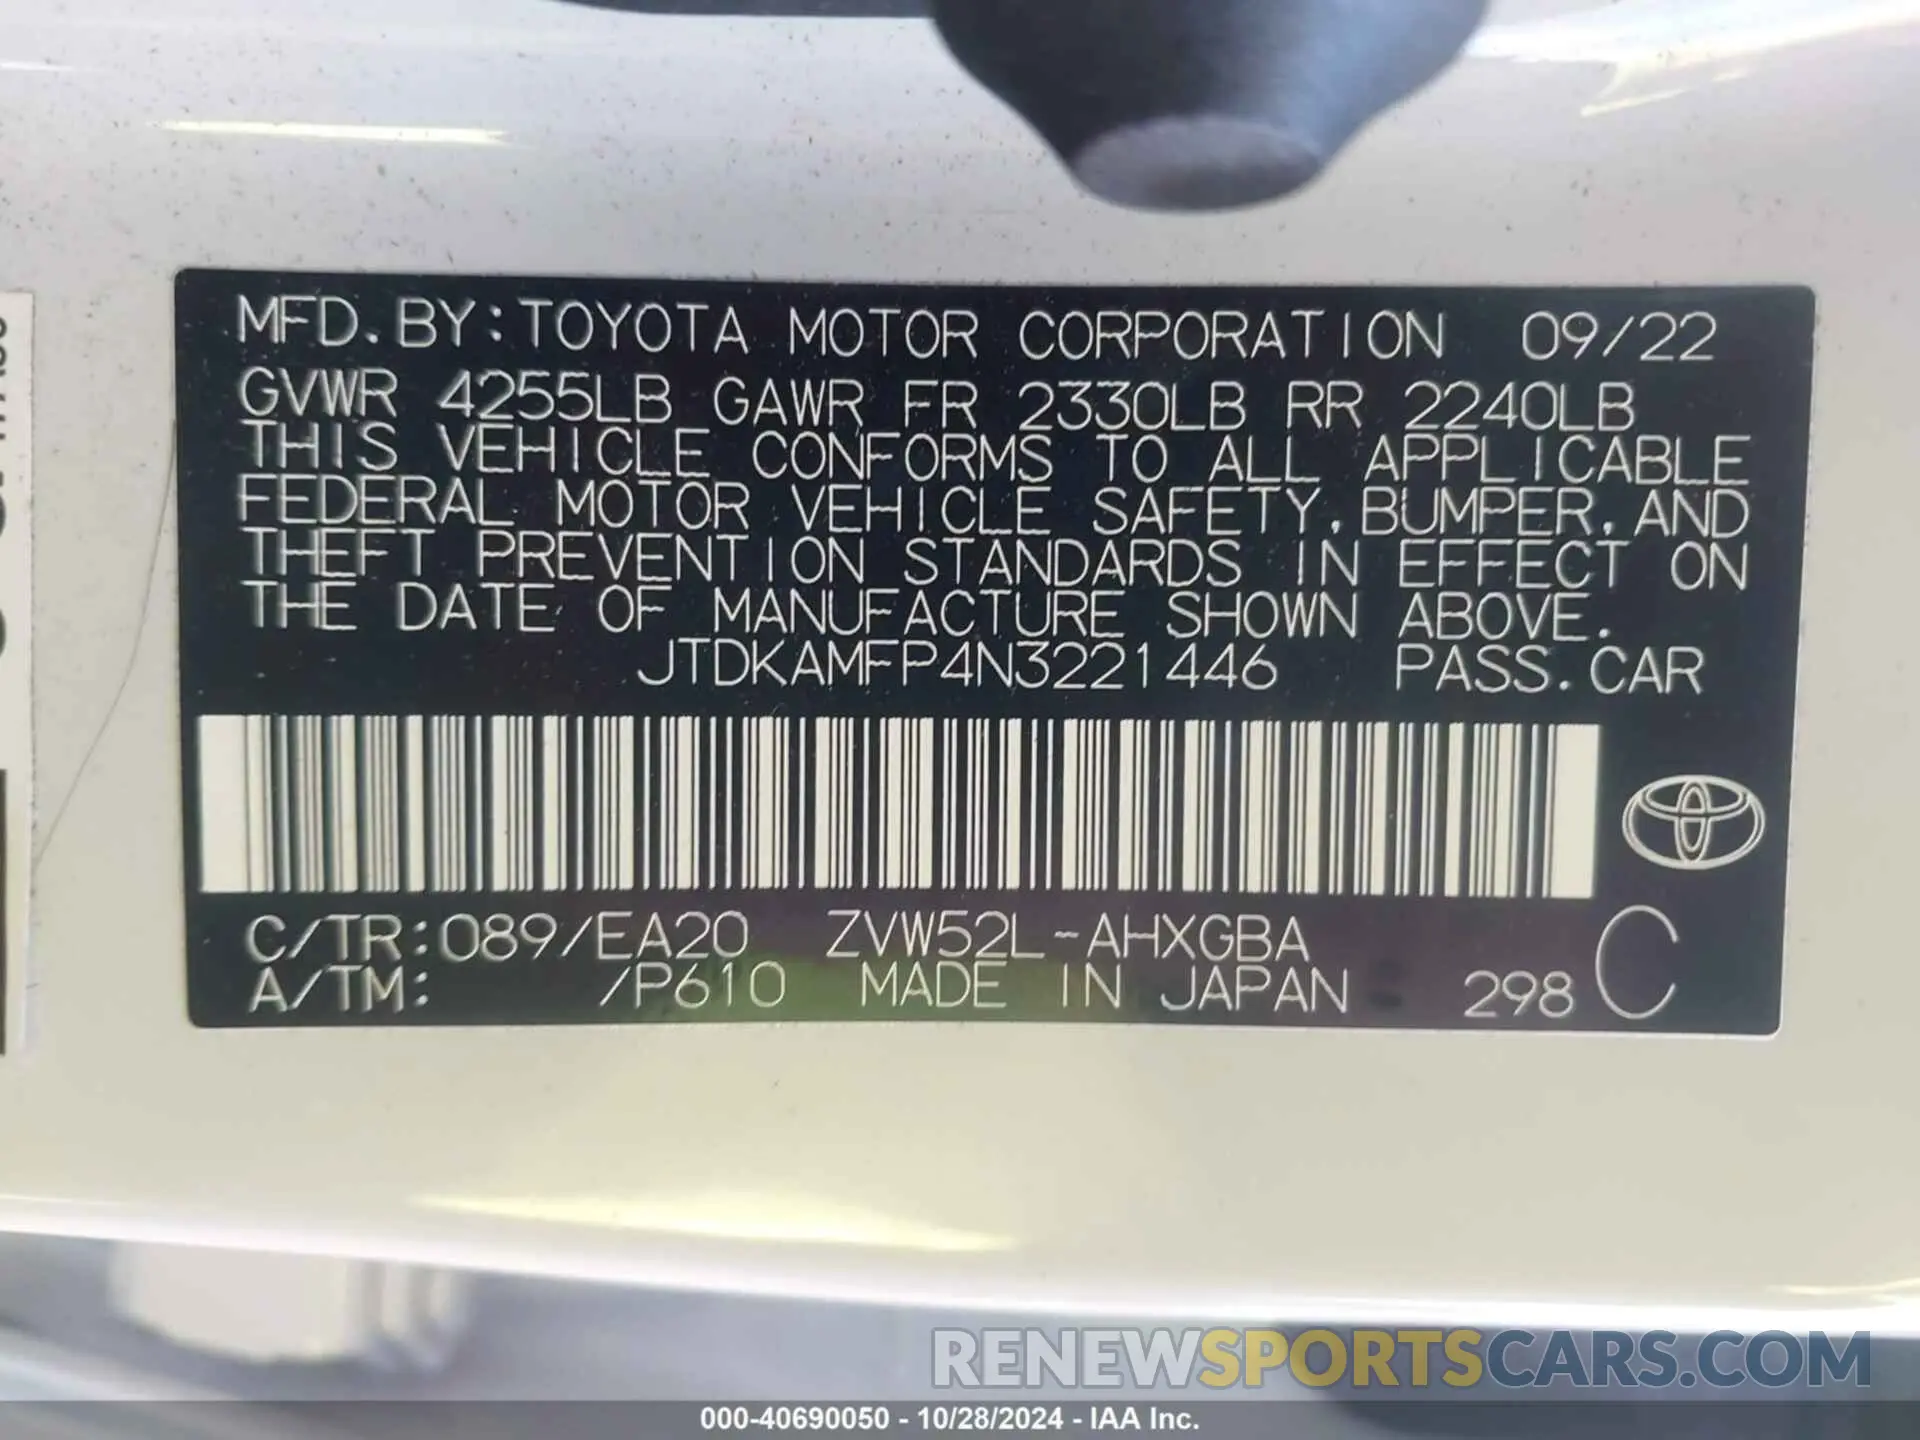 MFD. BY: TOYOTA MOTOR CORPORATION 09/22
GVWR 4255LB GAWR FR 2330LB RR 2240LB
THIS VEHICLE CONFORMS TO ALL APPLICABLE
FEDERAL MOTOR VEHICLE SAFETY, BUMPER, AND
THEFT PREVENTION STANDARDS IN EFFECT ON
THE DATE OF MANUFACTURE SHOWN ABOVE.
JTDKAMFP4N3221446 PASS. CAR
C/TR: 089/EA20 ZVW52L-AHXGBA C
A/TM: /P610 MADE IN JAPAN 298
RENEWSPORTSCARS.COM
000-40690050 - 10/28/2024 - IAA Inc.